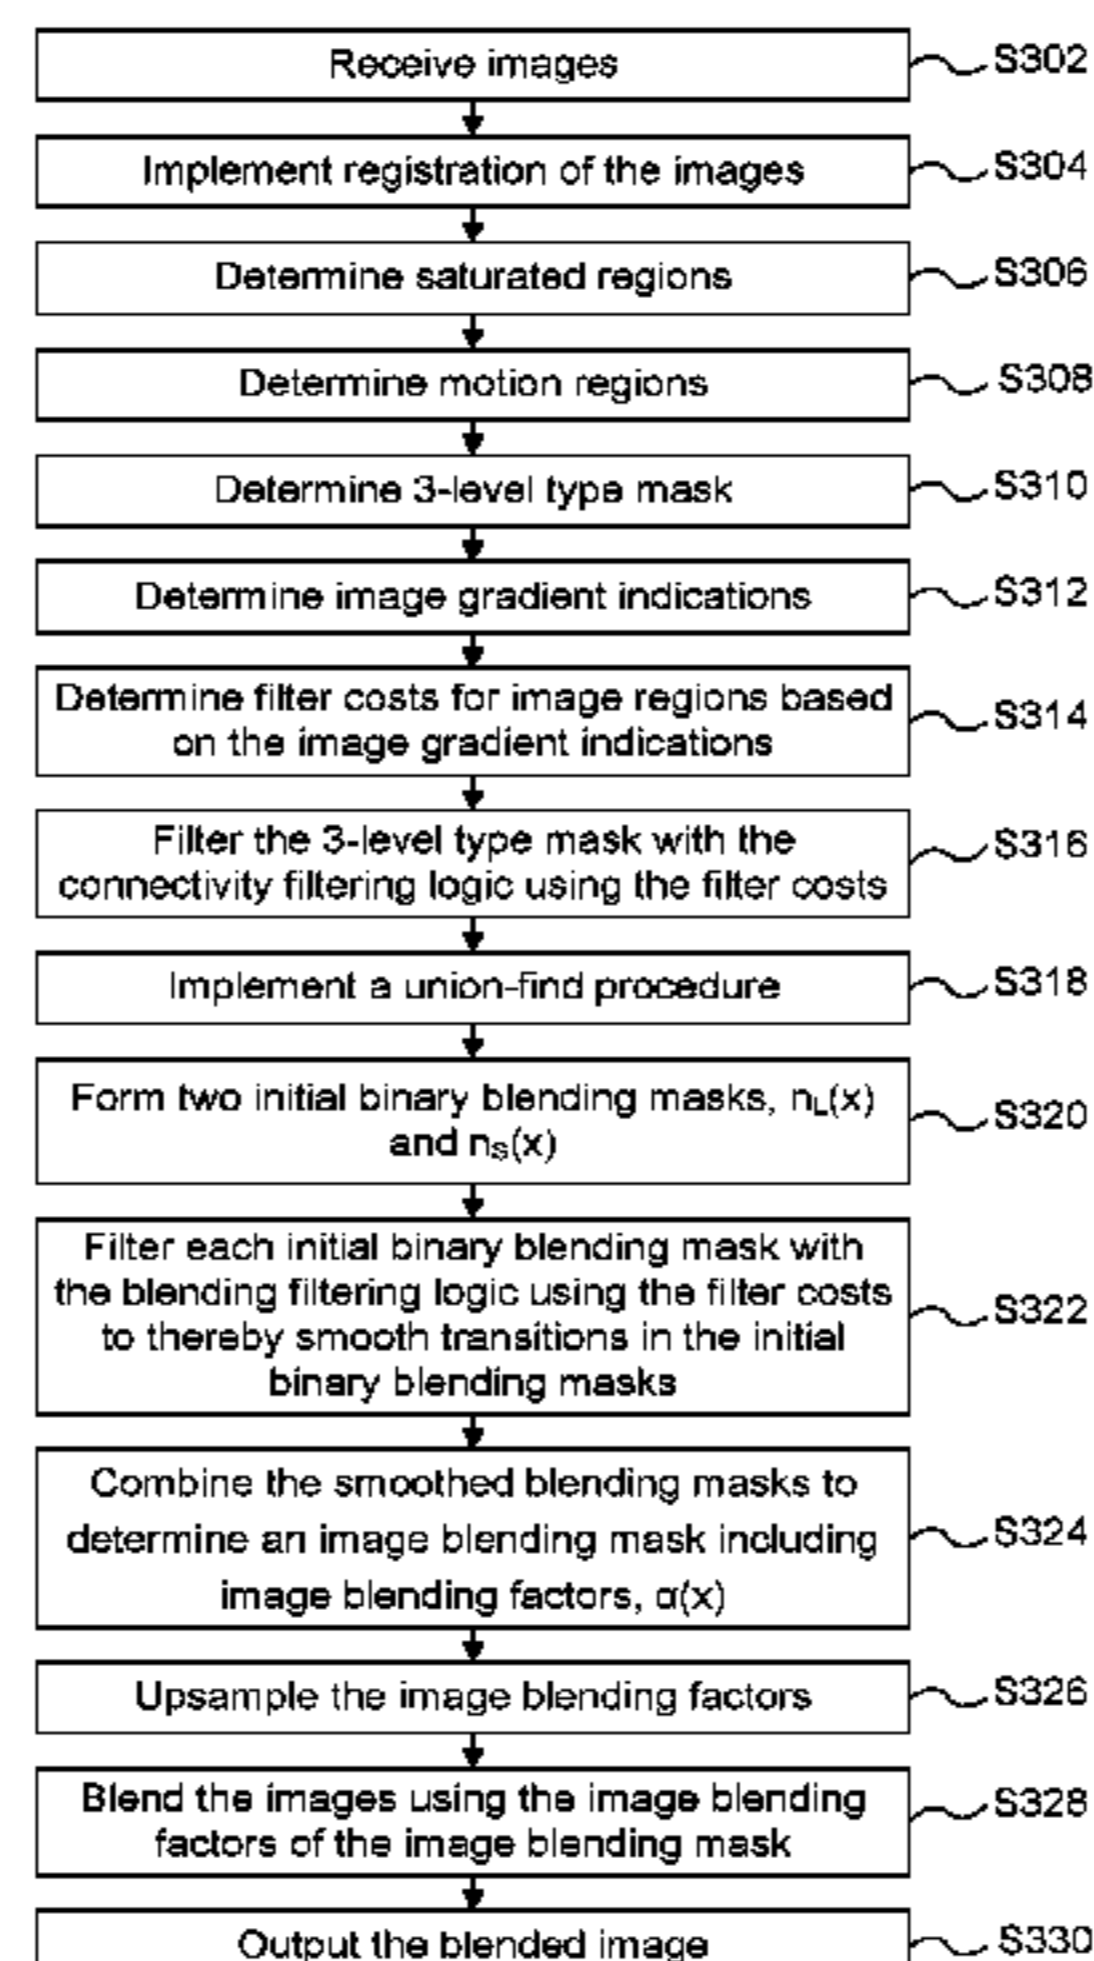 Receive images S302
Implement registration of the images S304
Determine saturated regions S306
Determine motion regions S308
Determine 3-level type mask S310
Determine image gradient indications S312
Determine filter costs for image regions based
on the image gradient indications
S314
Filter the 3-level type mask with the
connectivity filtering logic using the filter costs
S316
Implement a union-find procedure S318
Form two initial binary blending masks, nL(x)
and nS(x)
S320
Filter each initial binary blending mask with
the blending filtering logic using the filter costs
to thereby smooth transitions in the initial
binary blending masks
S322
Combine the smoothed blending masks to
determine an image blending mask including
image blending factors, α(x)
S324
Upsample the image blending factors S326
Blend the images using the image blending
factors of the image blending mask
S328
Output the blended image S330